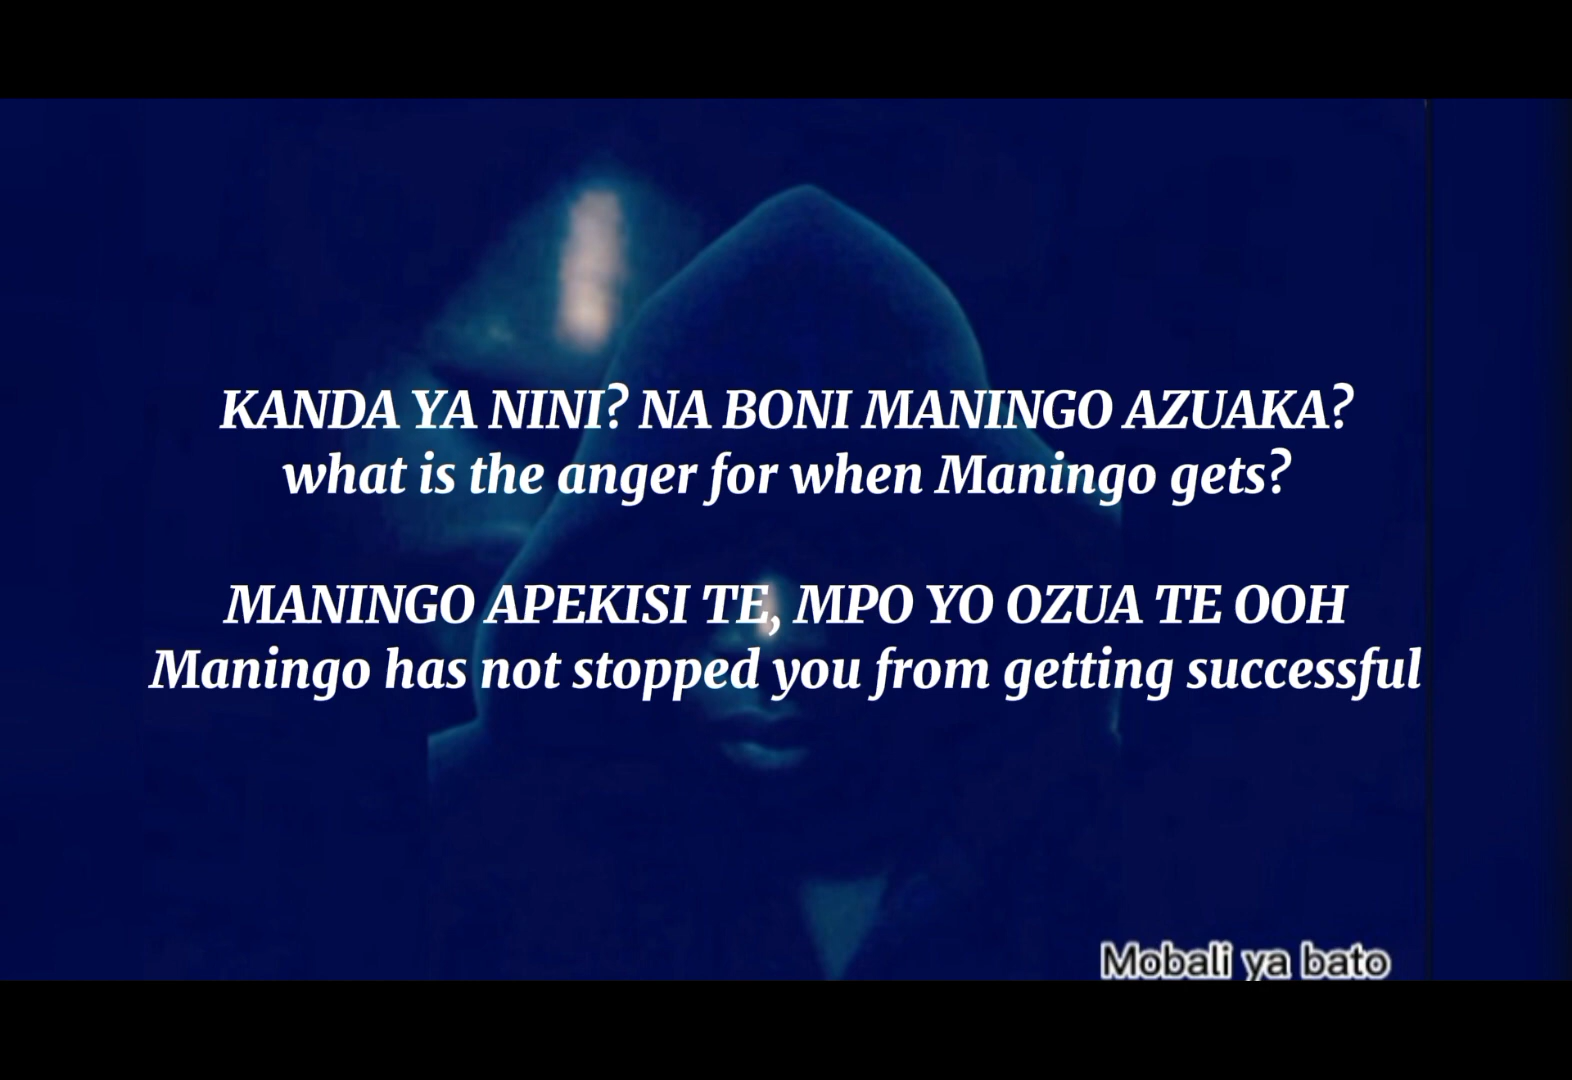 KANDA YA NINI? NA BONI MANINGO AZUAKA?
what is the anger for when Maningo gets?
MANINGO APEKISI TE, MPO YO OZUA TE OOH
Maningo has not stopped you from getting successful
Mobali ya bato